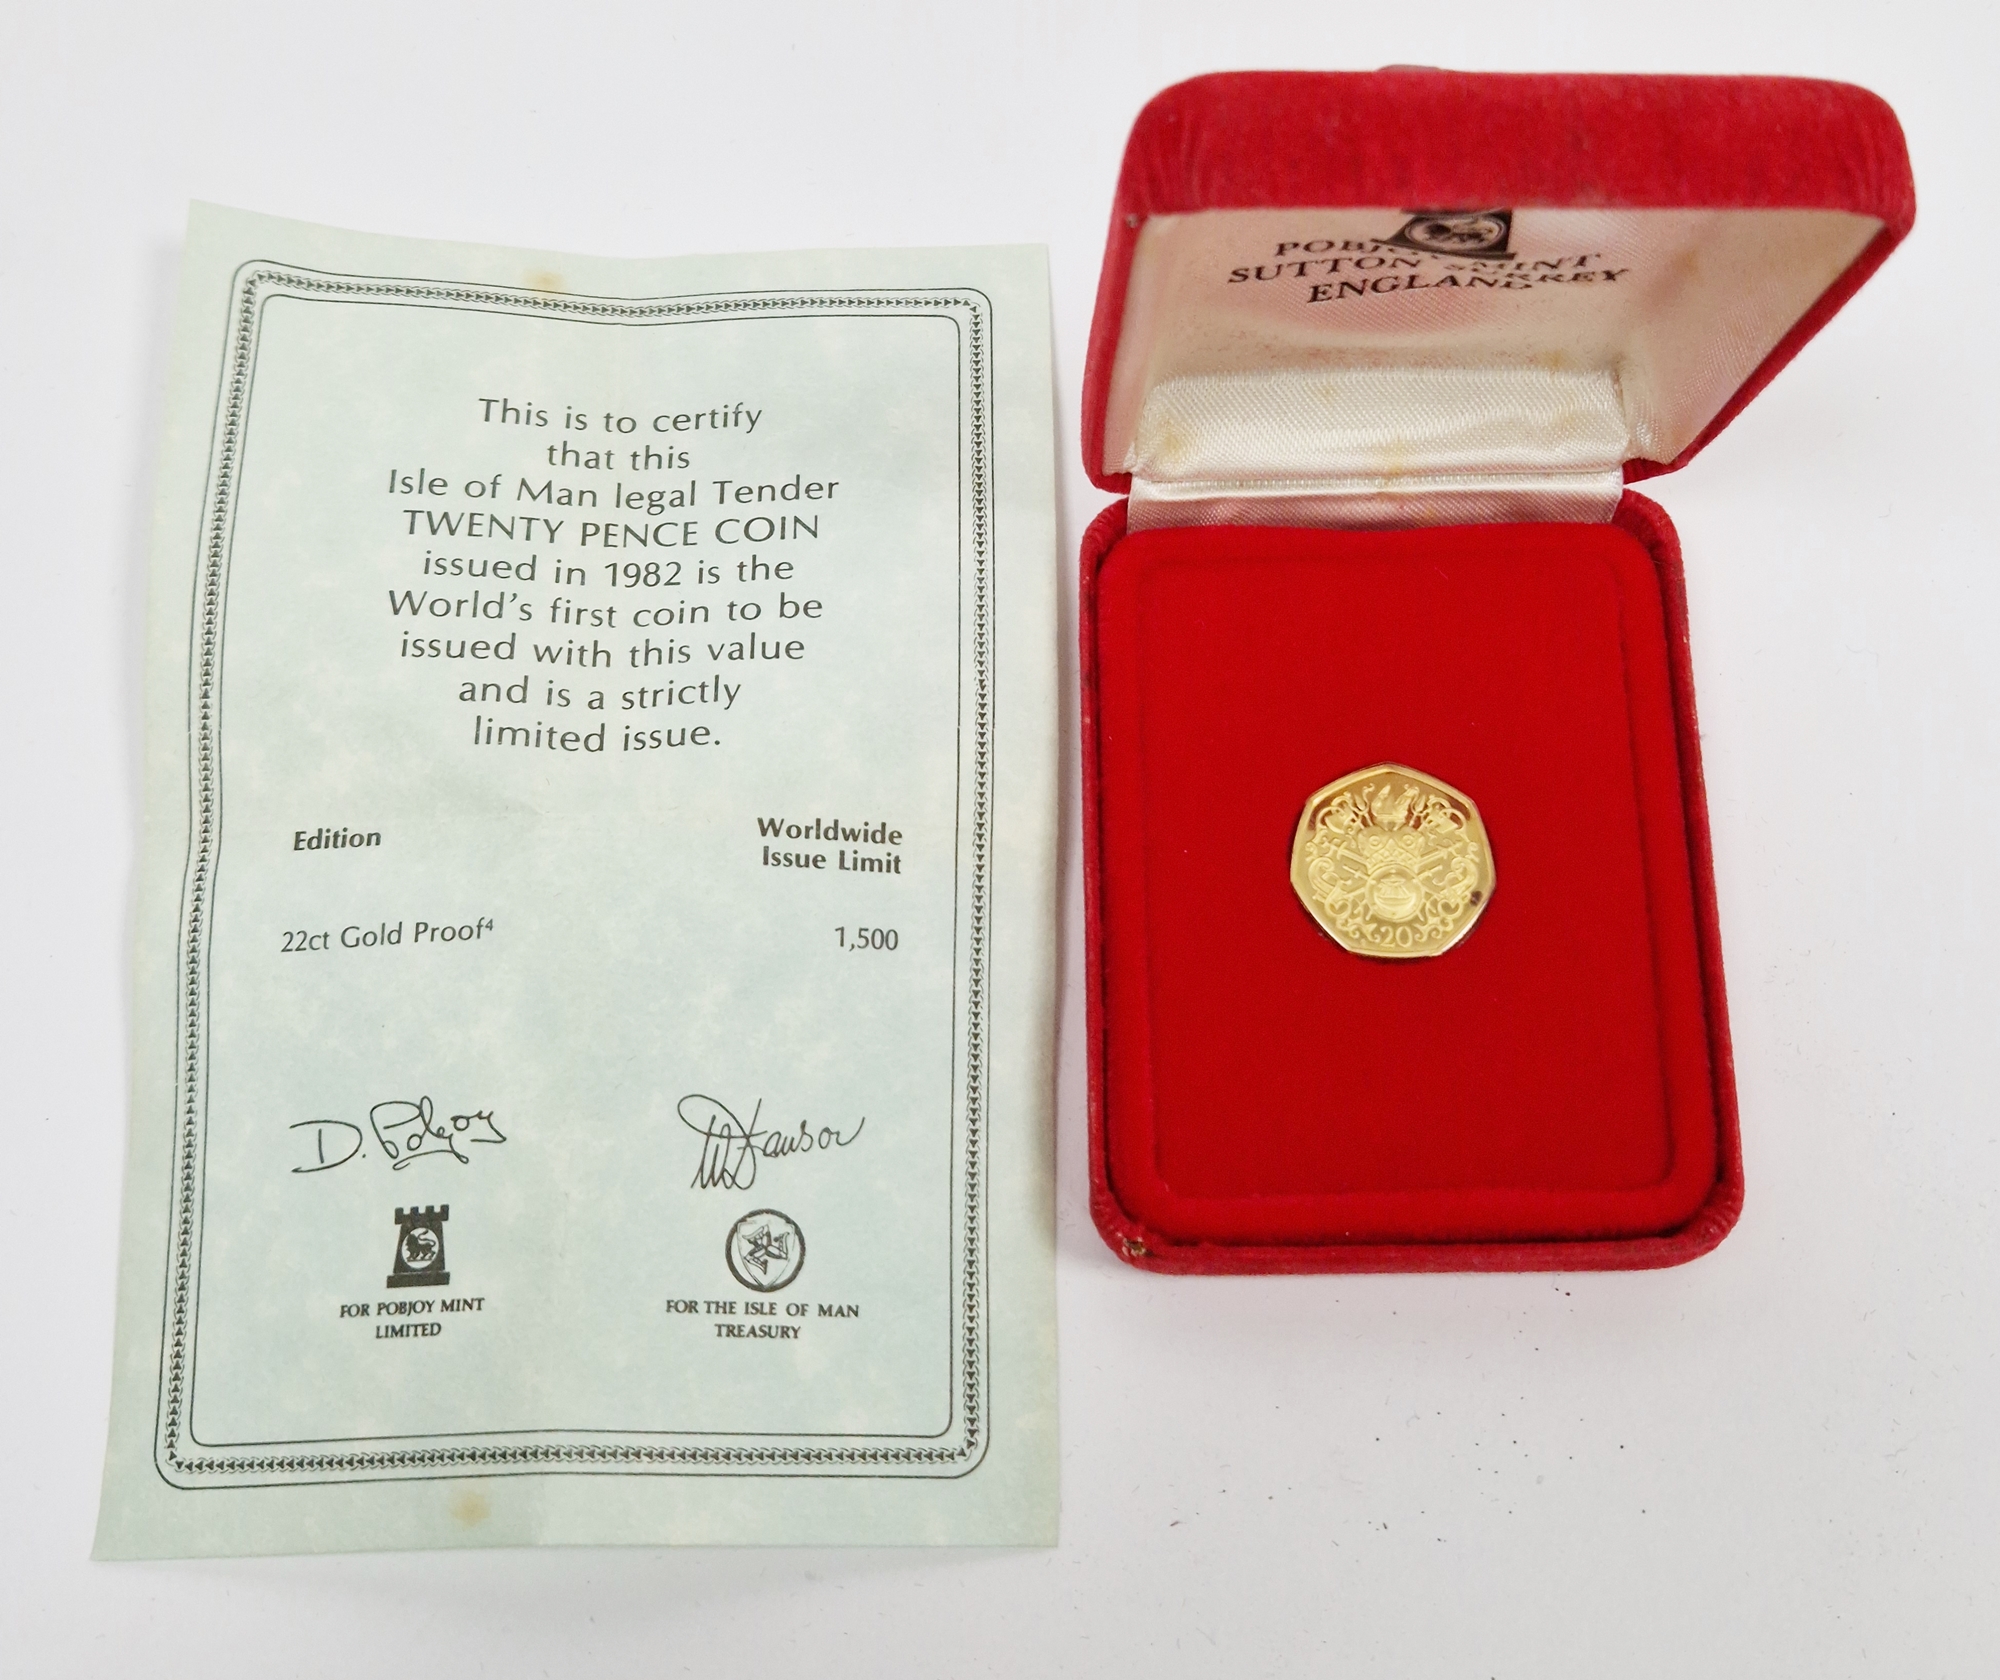 This is to certify
that this
Isle of Man legal Tender
TWENTY PENCE COIN
issued in 1982 is the
World's first coin to be
issued with this value
and is a strictly
limited issue.
Edition
Worldwide
Issue Limit
22ct Gold Proof⁴
1,500
D. Pobjoy
FOR POBJOY MINT
LIMITED
FOR THE ISLE OF MAN
TREASURY
SUTTON
ENGLAND
20